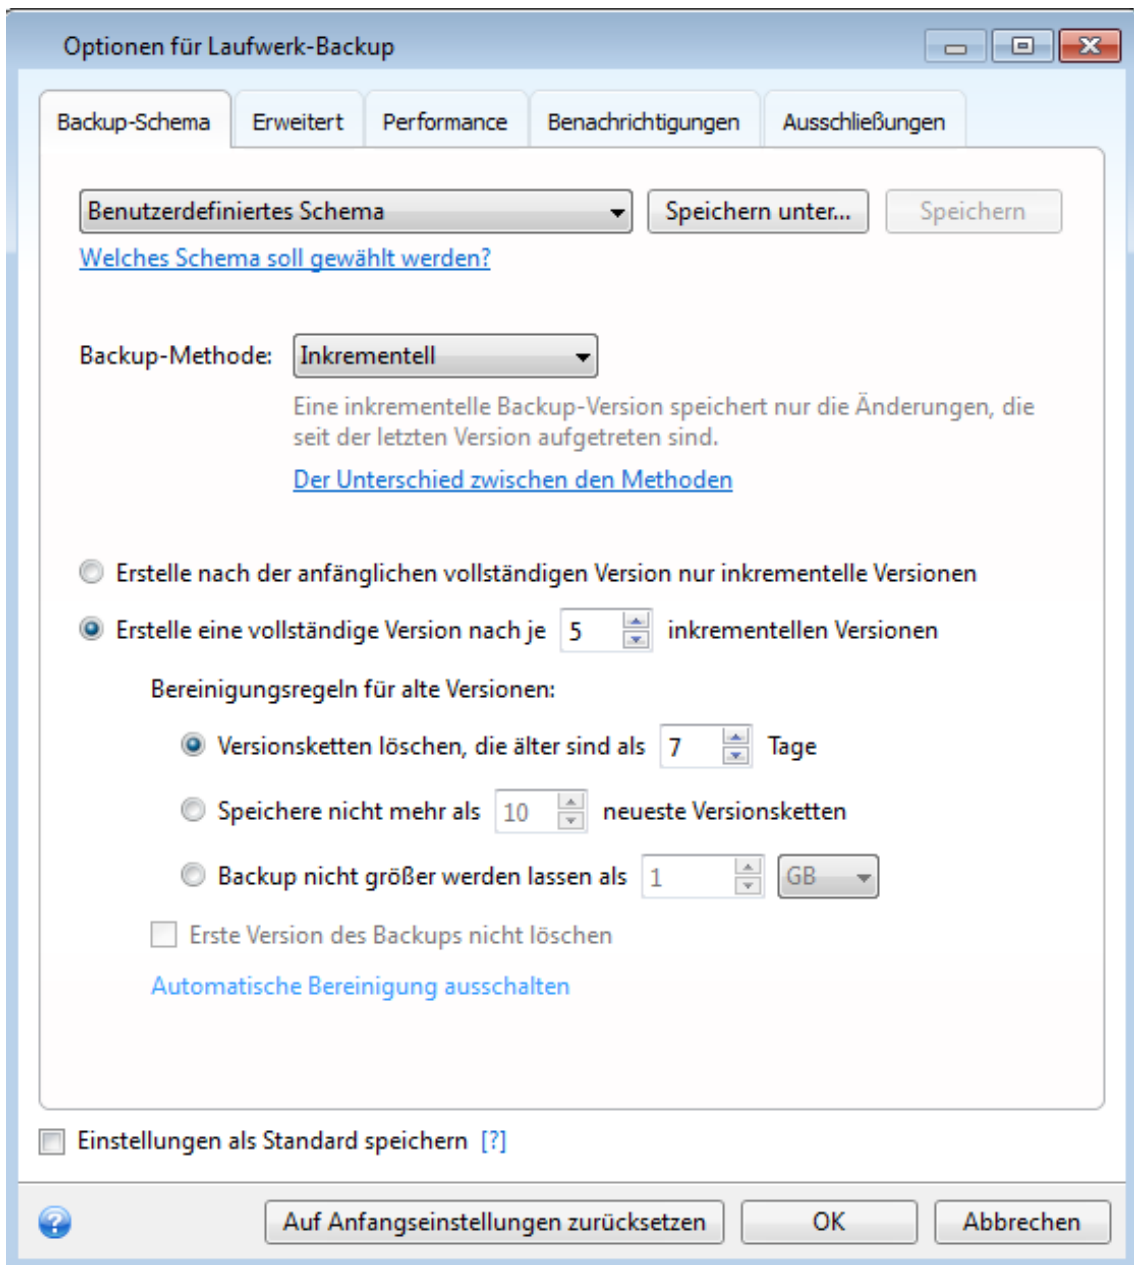 Optionen für Laufwerk-Backup
Backup-Schema Erweitert Performance Benachrichtigungen Ausschließungen
Benutzerdefiniertes Schema Speichern unter... Speichern
Welches Schema soll gewählt werden?
Backup-Methode: Inkrementell
Eine inkrementelle Backup-Version speichert nur die Änderungen, die
seit der letzten Version aufgetreten sind.
Der Unterschied zwischen den Methoden
Erstelle nach der anfänglichen vollständigen Version nur inkrementelle Versionen
Erstelle eine vollständige Version nach je 5 inkrementellen Versionen
Bereinigungsregeln für alte Versionen:
Versionsketten löschen, die älter sind als 7 Tage
Speichere nicht mehr als 10 neueste Versionsketten
Backup nicht größer werden lassen als 1 GB
Erste Version des Backups nicht löschen
Automatische Bereinigung ausschalten
Einstellungen als Standard speichern [?]
? Auf Anfangseinstellungen zurücksetzen OK Abbrechen